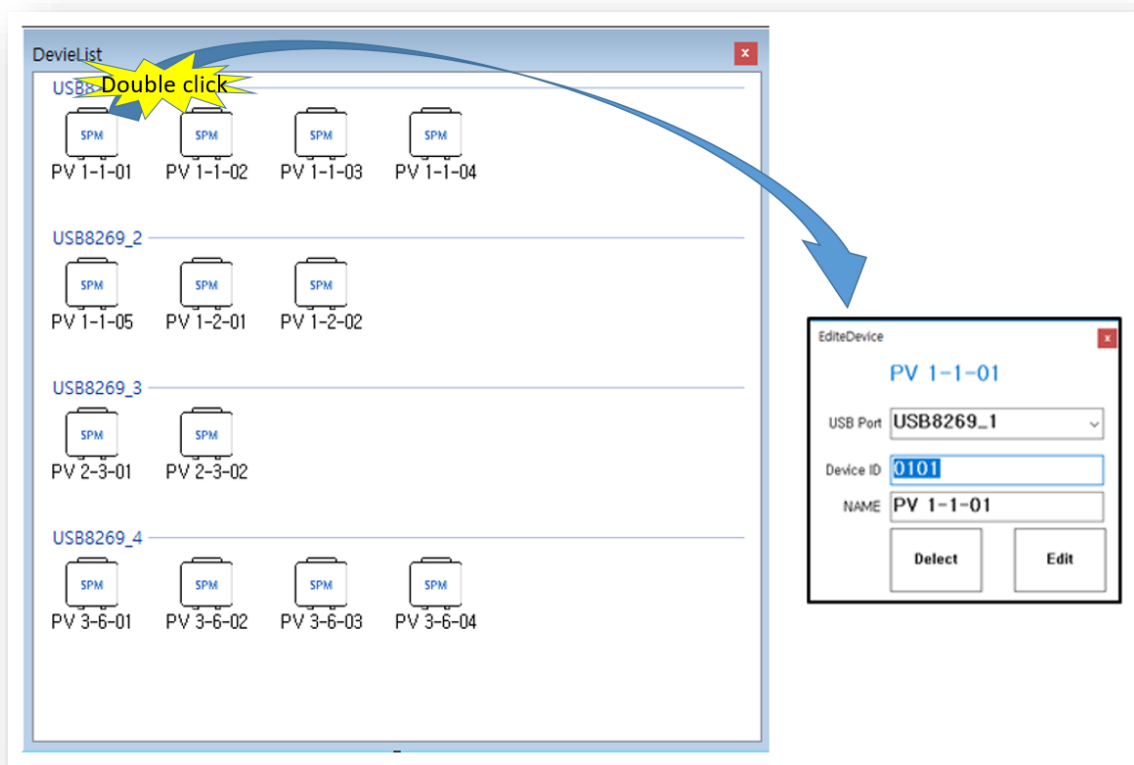 DevieList
x
USB8
Double click
SPM SPM SPM SPM
PV 1-1-01 PV 1-1-02 PV 1-1-03 PV 1-1-04
USB8269_2
SPM SPM SPM
PV 1-1-05 PV 1-2-01 PV 1-2-02
USB8269_3
SPM SPM
PV 2-3-01 PV 2-3-02
USB8269_4
SPM SPM SPM SPM
PV 3-6-01 PV 3-6-02 PV 3-6-03 PV 3-6-04
EditeDevice
x
PV 1-1-01
USB Port USB8269_1
Device ID 0101
NAME PV 1-1-01
Delect Edit